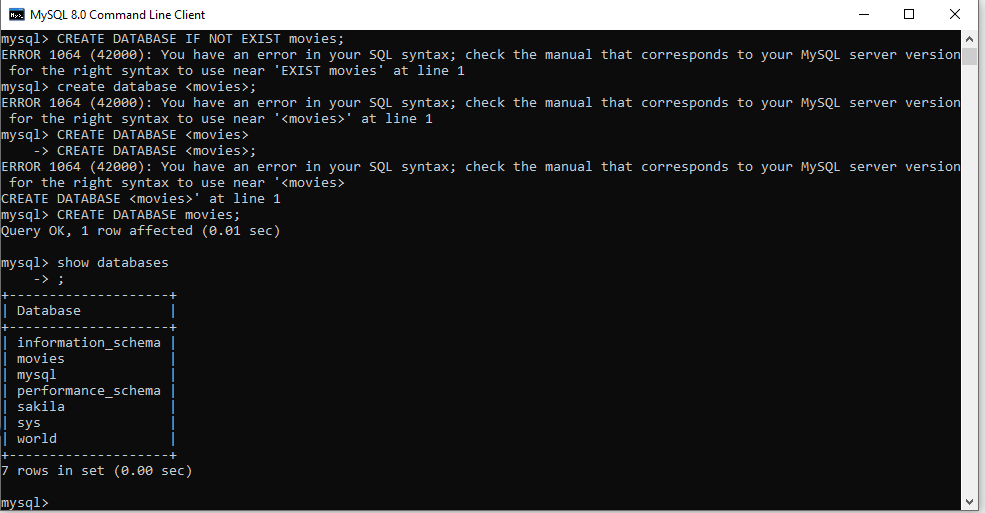 MySQL 8.0 Command Line Client
mysql> CREATE DATABASE IF NOT EXIST movies;
ERROR 1064 (42000): You have an error in your SQL syntax; check the manual that corresponds to your MySQL server version
 for the right syntax to use near 'EXIST movies' at line 1
mysql> create database <movies>;
ERROR 1064 (42000): You have an error in your SQL syntax; check the manual that corresponds to your MySQL server version
 for the right syntax to use near '<movies>' at line 1
mysql> CREATE DATABASE <movies>
    -> CREATE DATABASE <movies>;
ERROR 1064 (42000): You have an error in your SQL syntax; check the manual that corresponds to your MySQL server version
 for the right syntax to use near '<movies>
CREATE DATABASE <movies>' at line 1
mysql> CREATE DATABASE movies;
Query OK, 1 row affected (0.01 sec)

mysql> show databases
    -> ;
+--------------------+
| Database           |
+--------------------+
| information_schema |
| movies             |
| mysql              |
| performance_schema |
| sakila             |
| sys                |
| world              |
+--------------------+
7 rows in set (0.00 sec)

mysql>